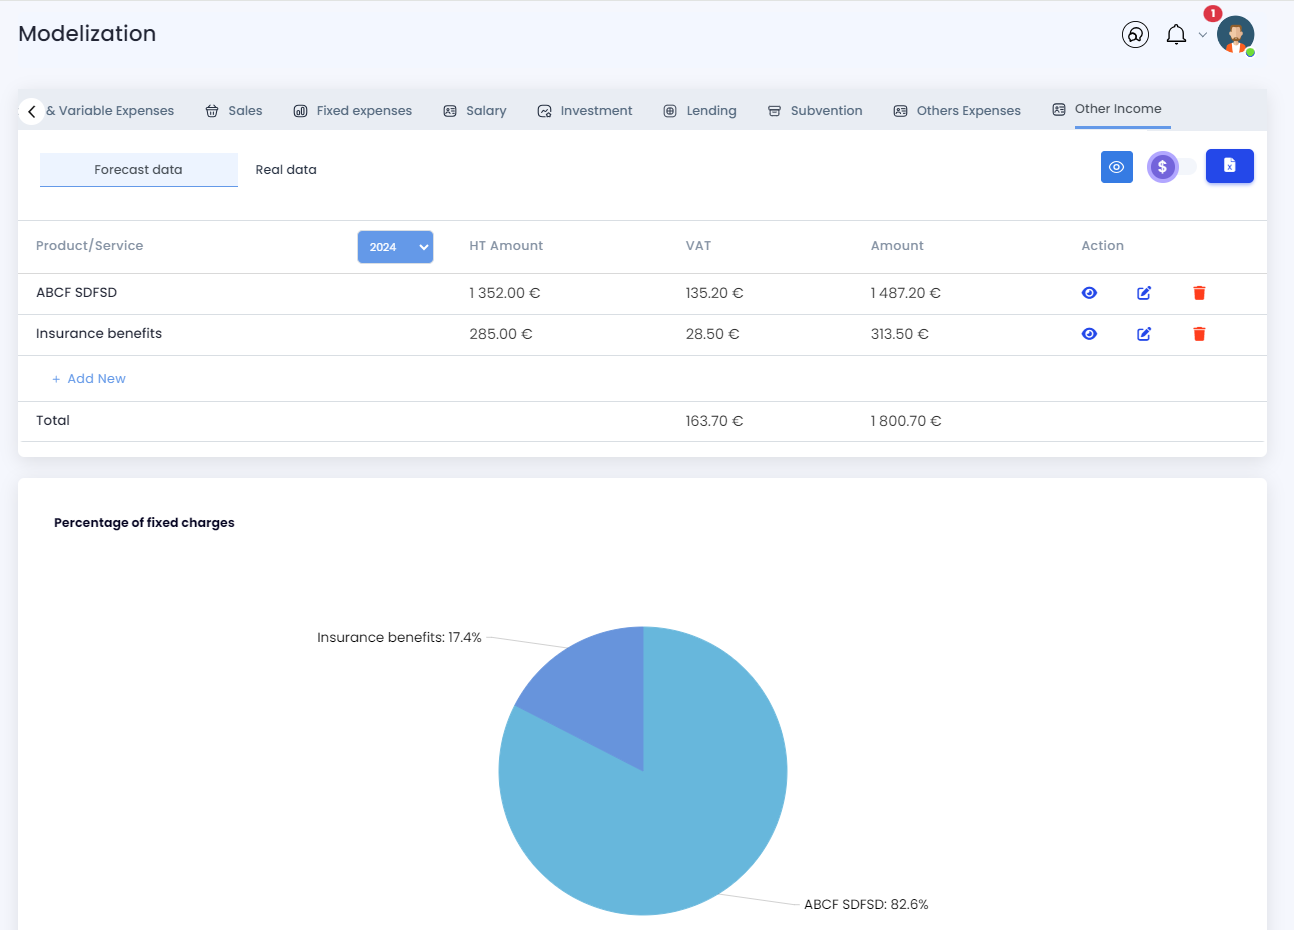 Modelization
1
& Variable Expenses Sales Fixed expenses Salary Investment Lending Subvention Others Expenses Other Income
Forecast data Real data
$
x
Product/Service 2024 HT Amount VAT Amount Action
ABCF SDFSD 1 352.00 € 135.20 € 1 487.20 €
Insurance benefits 285.00 € 28.50 € 313.50 €
+ Add New
Total 163.70 € 1 800.70 €
Percentage of fixed charges
Insurance benefits: 17.4%
ABCF SDFSD: 82.6%